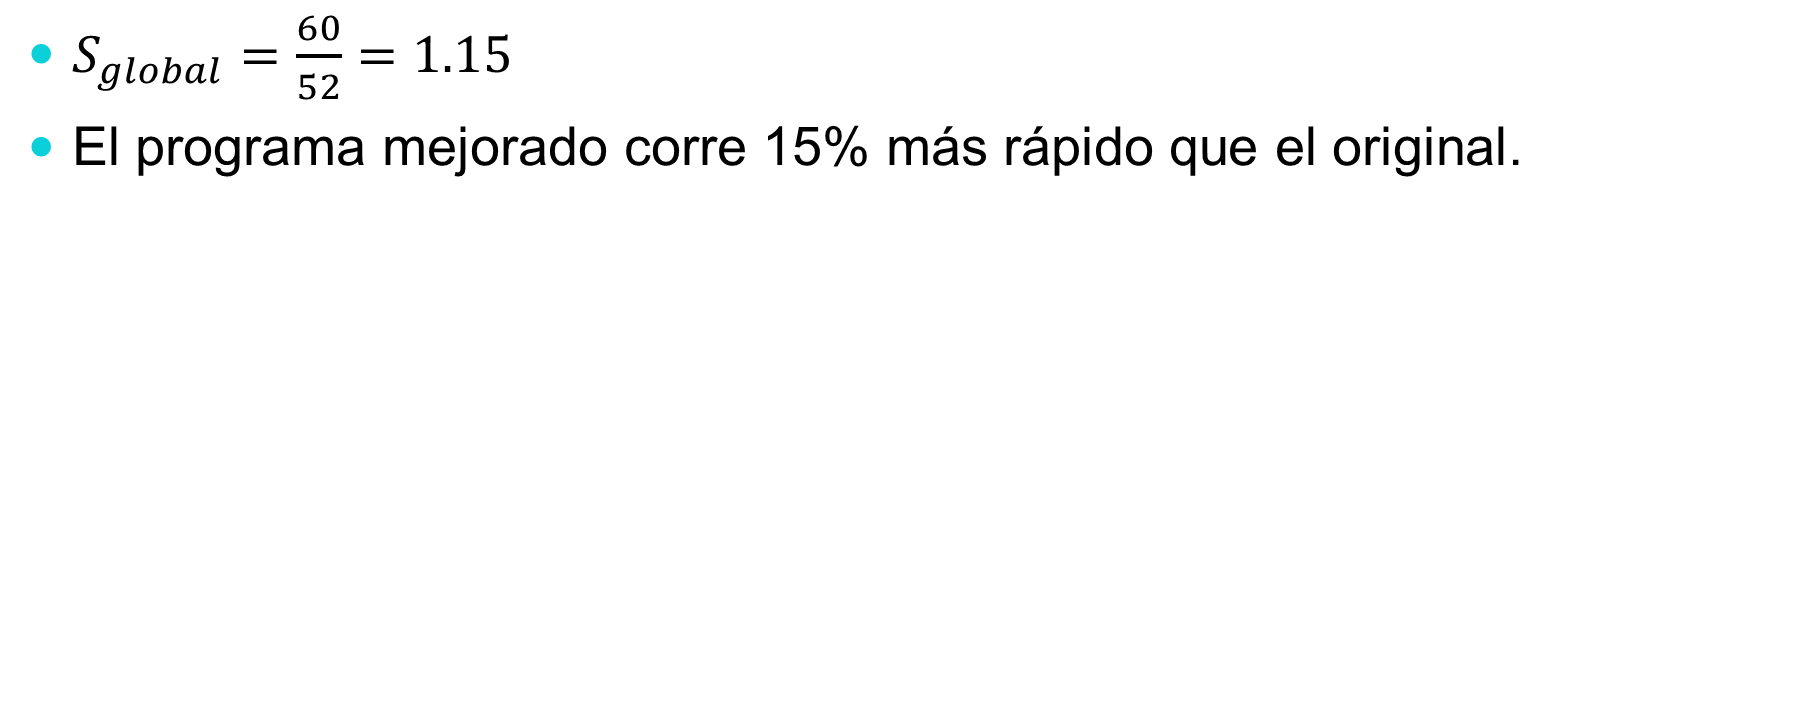 • S_global = 60/52 = 1.15
• El programa mejorado corre 15% más rápido que el original.